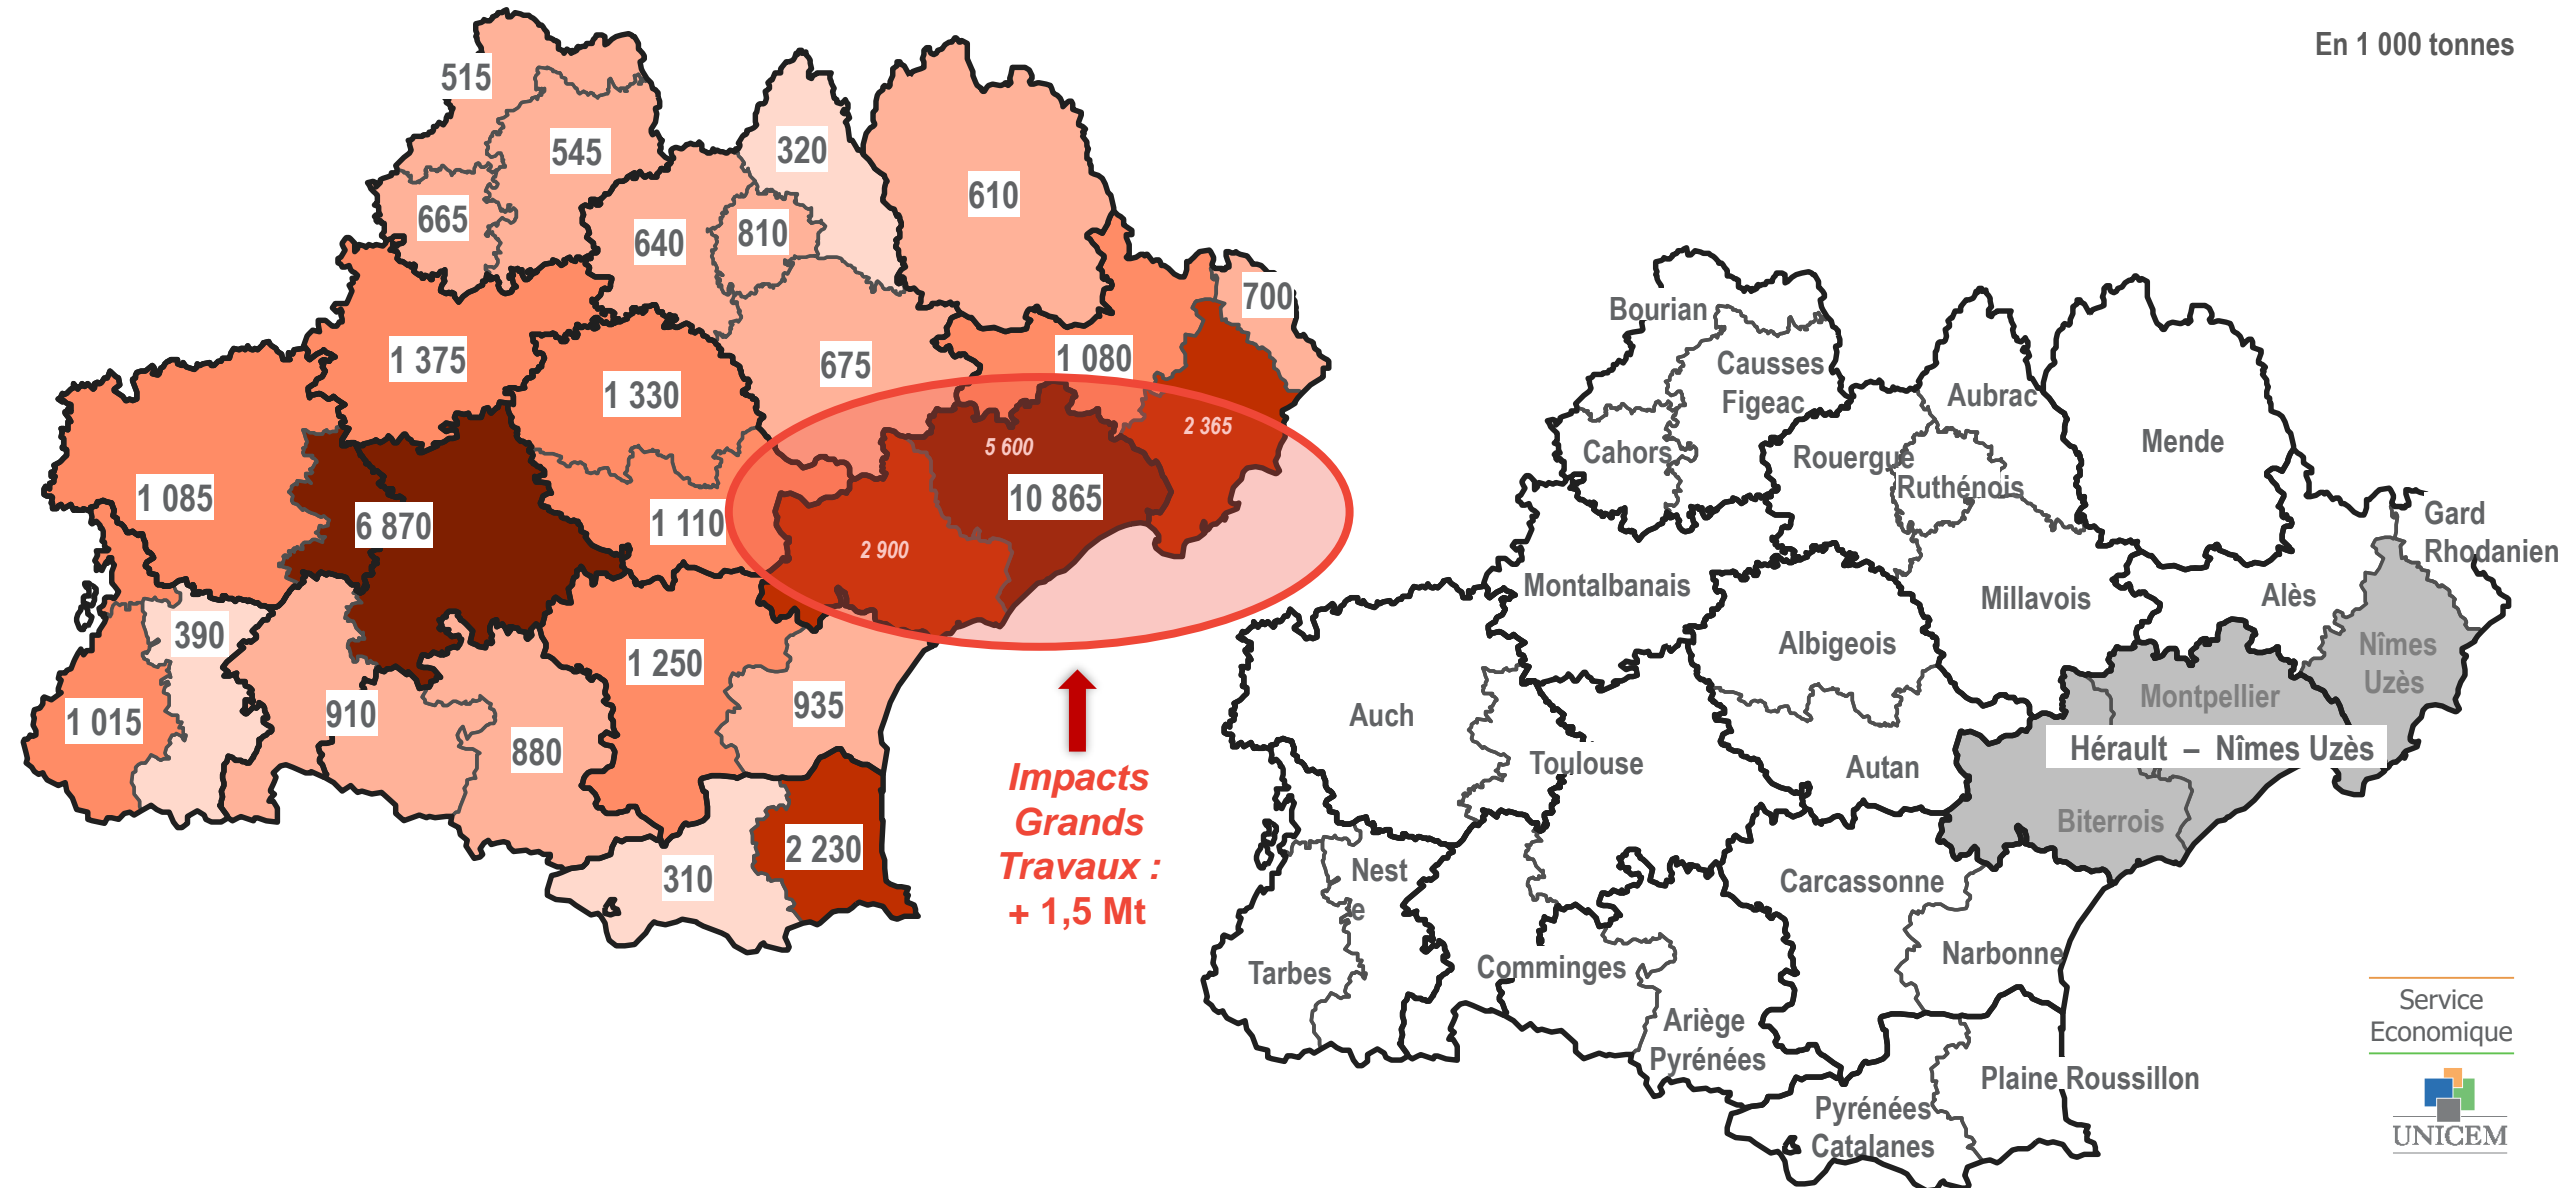 En 1 000 tonnes
515
545
320
610
665
640
810
700
1 375
1 330
675
1 080
2 365
5 600
10 865
1 085
6 870
1 110
2 900
390
1 250
935
1 015
910
880
2 230
310
Impacts
Grands
Travaux :
+ 1,5 Mt
Bourian
Causses
Figeac
Aubrac
Cahors
Rouergue
Ruthénois
Mende
Gard
Rhodanien
Montalbanais
Millavois
Alès
Albigeois
Nîmes
Uzès
Auch
Montpellier
Toulouse
Autan
Hérault – Nîmes Uzès
Biterrois
Nest
e
Carcassonne
Narbonne
Tarbes
Comminges
Ariège
Pyrénées
Plaine Roussillon
Pyrénées
Catalanes
Service
Economique
UNICEM